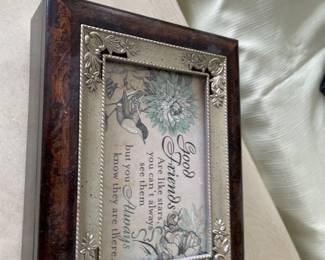 Good
Friends
Are like stars,
you can't always
see them
but you Always
know they are there.